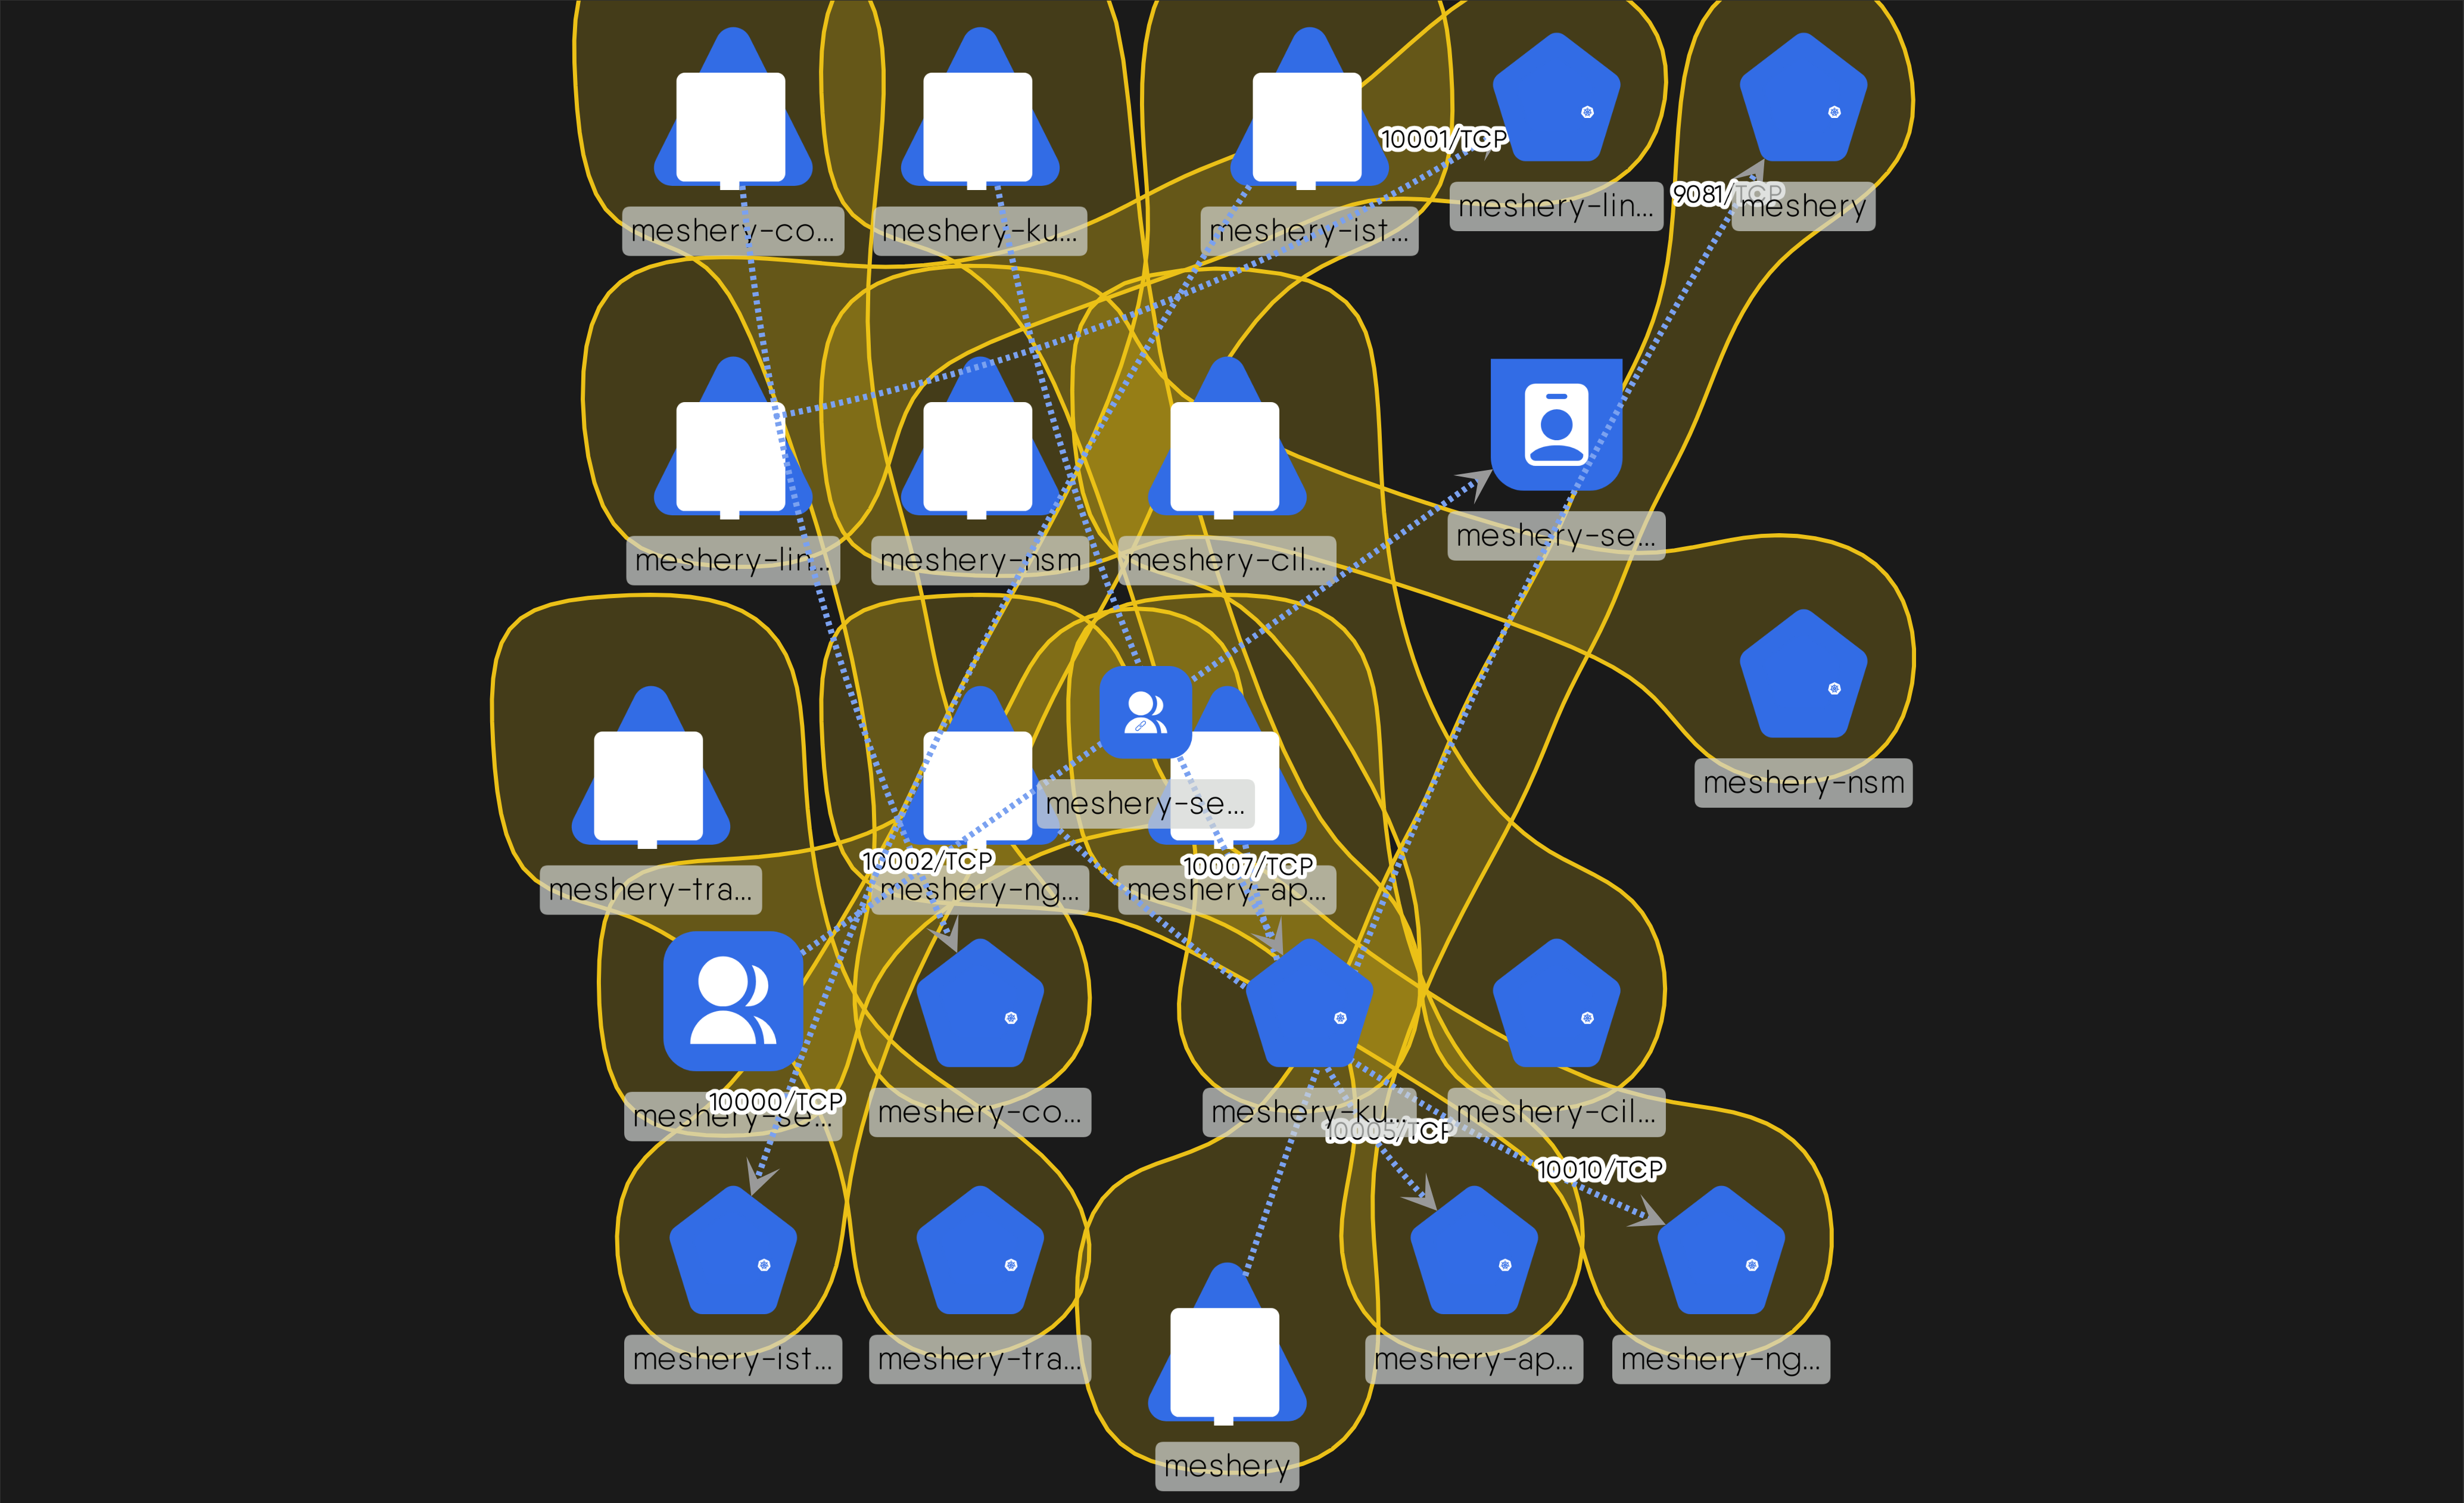 10001/TCP
9081/TCP
meshery-lin...
meshery
meshery-co...
meshery-ku...
meshery-ist...
meshery-se...
meshery-lin...
meshery-nsm
meshery-cil...
meshery-nsm
meshery-se...
10002/TCP
10007/TCP
meshery-tra...
meshery-ng...
meshery-ap...
10000/TCP
meshery-se...
meshery-co...
meshery-ku...
meshery-cil...
10005/TCP
10010/TCP
meshery-ist...
meshery-tra...
meshery-ap...
meshery-ng...
meshery